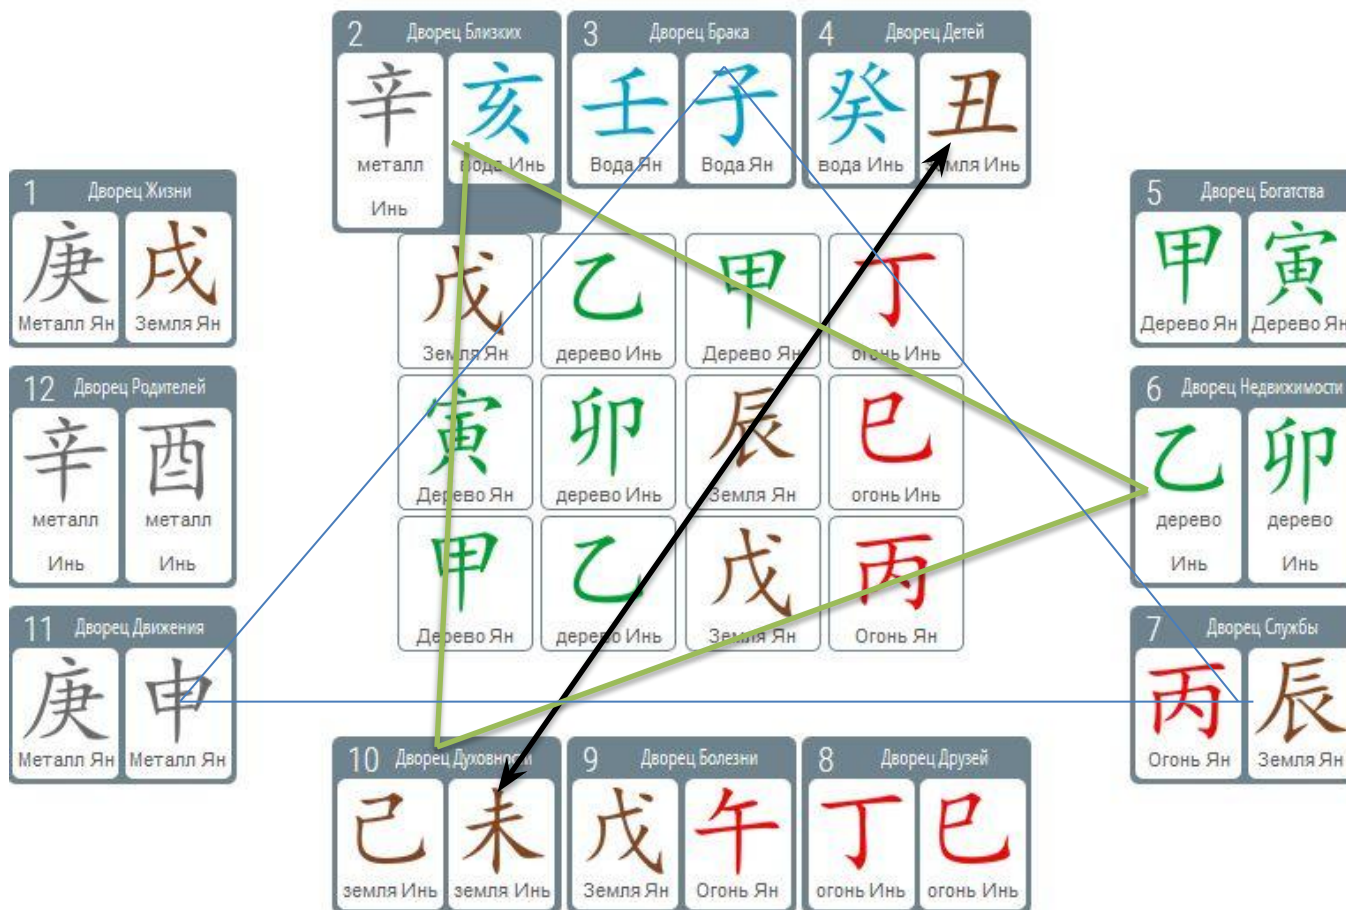 2 Дворец Близких
辛 亥
металл вода Инь
Инь
3 Дворец Брака
壬 子
Вода Ян Вода Ян
4 Дворец Детей
癸 丑
вода Инь земля Инь
1 Дворец Жизни
庚 戌
Металл Ян Земля Ян
5 Дворец Богатства
甲 寅
Дерево Ян Дерево Ян
戊 乙 甲 丁
Земля Ян дерево Инь Дерево Ян огонь Инь
12 Дворец Родителей
辛 酉
металл металл
Инь Инь
寅 卯 辰 巳
Дерево Ян дерево Инь Земля Ян огонь Инь
6 Дворец Недвижимости
乙 卯
дерево дерево
Инь Инь
甲 乙 戊 丙
Дерево Ян дерево Инь Земля Ян Огонь Ян
11 Дворец Движения
庚 申
Металл Ян Металл Ян
7 Дворец Службы
丙 辰
Огонь Ян Земля Ян
10 Дворец Духовности
己 未
земля Инь земля Инь
9 Дворец Болезни
戊 午
Земля Ян Огонь Ян
8 Дворец Друзей
丁 巳
огонь Инь огонь Инь